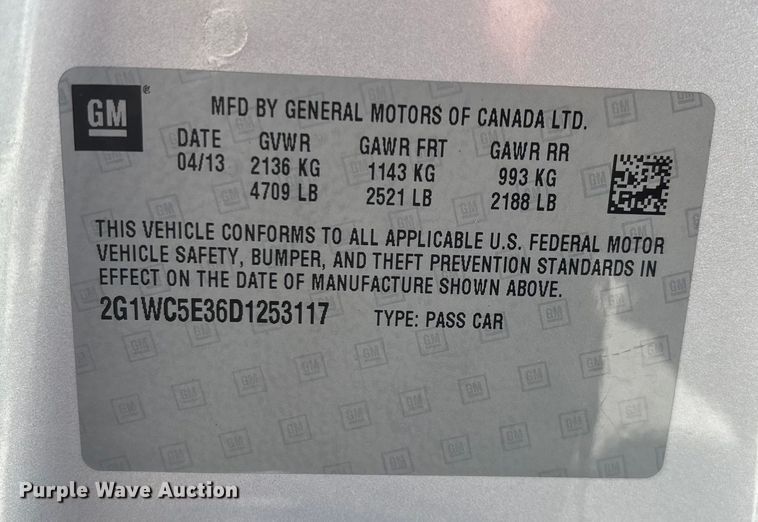 GM ®
MFD BY GENERAL MOTORS OF CANADA LTD.
DATE GVWR GAWR FRT GAWR RR
04/13 2136 KG 1143 KG 993 KG
4709 LB 2521 LB 2188 LB
THIS VEHICLE CONFORMS TO ALL APPLICABLE U.S. FEDERAL MOTOR
VEHICLE SAFETY, BUMPER, AND THEFT PREVENTION STANDARDS IN
EFFECT ON THE DATE OF MANUFACTURE SHOWN ABOVE.
2G1WC5E36D1253117 TYPE: PASS CAR
Purple Wave Auction